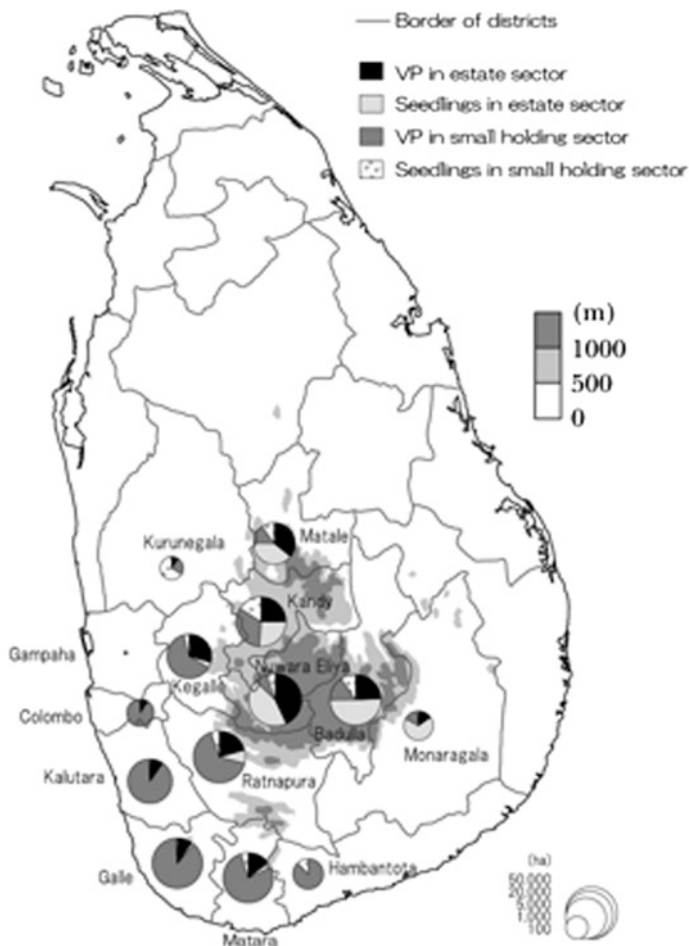 Border of districts
VP in estate sector
Seedlings in estate sector
VP in small holding sector
Seedlings in small holding sector
(m)
1000
500
0
Kurunegala
Matale
Kandy
Gampaha
Kegalle
Nuwara Eliya
Colombo
Badulla
Monaragala
Kalutara
Ratnapura
Galle
Hambantota
Matara
(ha)
50,000
20,000
5,000
1,000
100